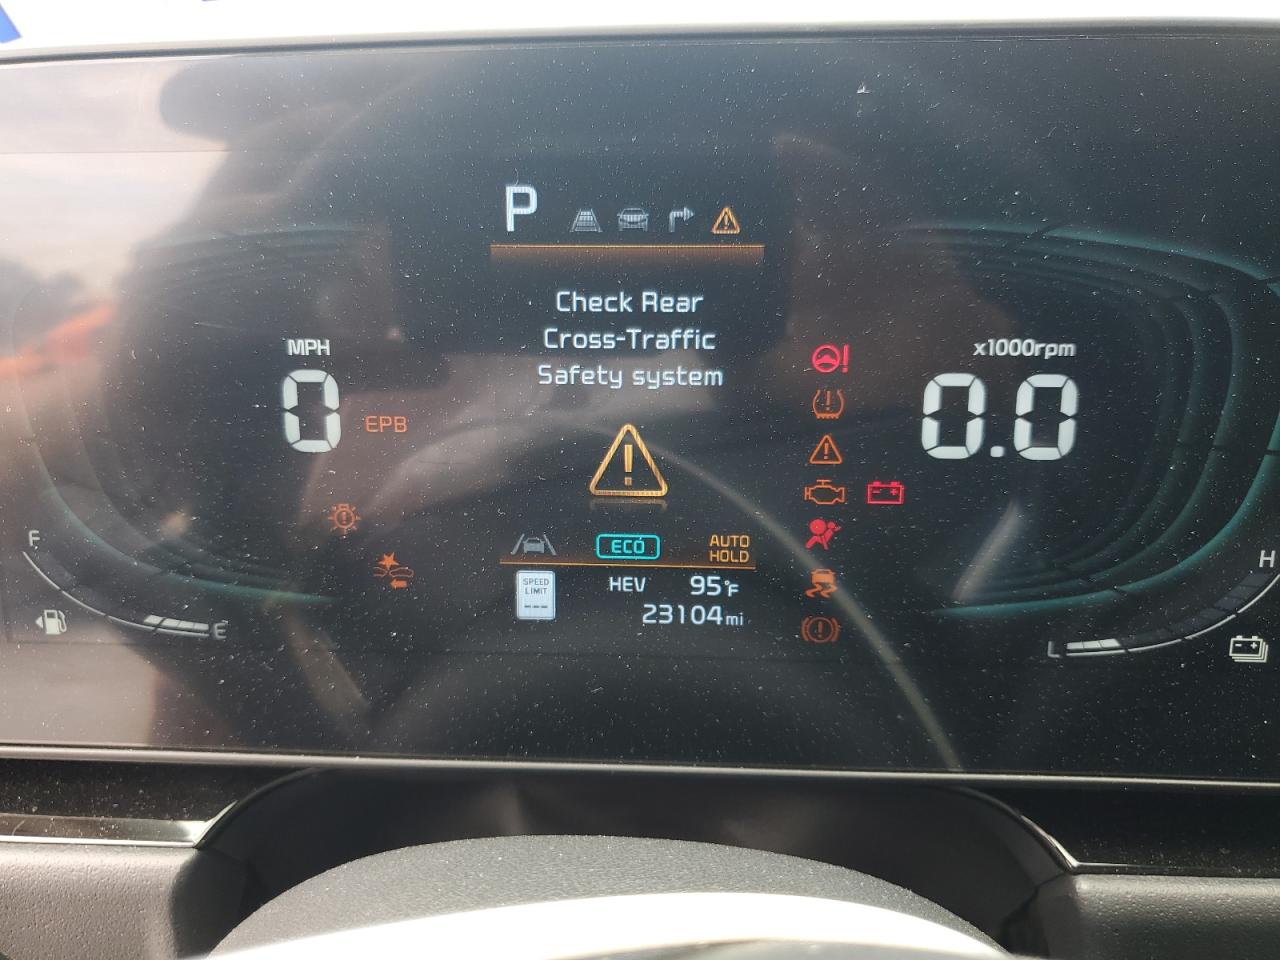 P
Check Rear
Cross-Traffic
Safety system
MPH
0
EPB
x1000rpm
0.0
F
E
ECO
AUTO
HOLD
SPEED
LIMIT
---
HEV
95°F
23104mi
H
L